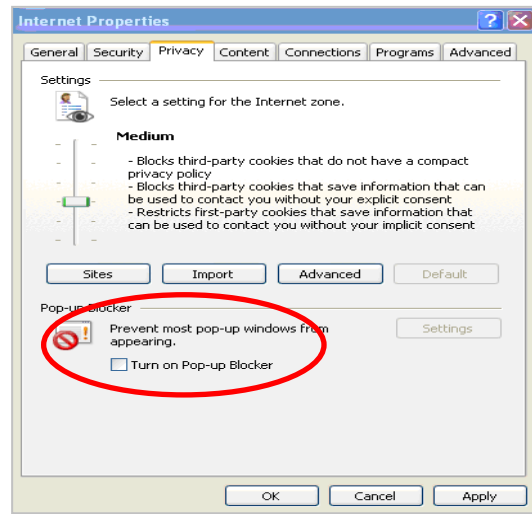 Internet Properties
General Security Privacy Content Connections Programs Advanced
Settings
Select a setting for the Internet zone.
Medium
- Blocks third-party cookies that do not have a compact
privacy policy
- Blocks third-party cookies that save information that can
be used to contact you without your explicit consent
- Restricts first-party cookies that save information that
can be used to contact you without your implicit consent
Sites Import Advanced Default
Pop-up Blocker
Prevent most pop-up windows from
appearing.
Settings
Turn on Pop-up Blocker
OK Cancel Apply